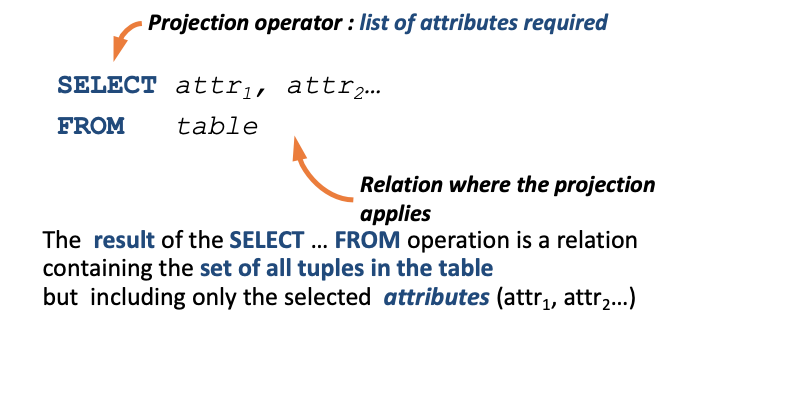 Projection operator : list of attributes required
SELECT attr₁, attr₂…
FROM table
Relation where the projection
applies
The result of the SELECT … FROM operation is a relation
containing the set of all tuples in the table
but including only the selected attributes (attr₁, attr₂…)